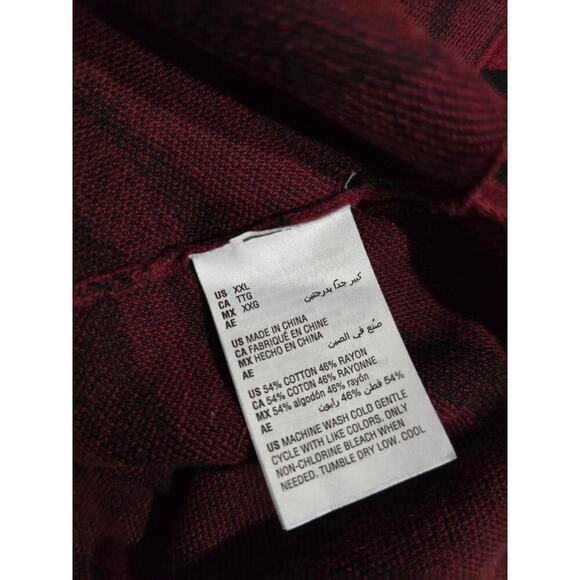 US XXL
CA TTG
MX XXG
AE كبير جدًا بدرجتين
US MADE IN CHINA
CA FABRIQUÉ EN CHINE
MX HECHO EN CHINA
AE صُنع في الصين
US 54% COTTON 46% RAYON
CA 54% COTON 46% RAYONNE
MX 54% algodón 46% rayón
AE 54% قطن 46% رايون
US MACHINE WASH COLD GENTLE
CYCLE WITH LIKE COLORS. ONLY
NON-CHLORINE BLEACH WHEN
NEEDED. TUMBLE DRY LOW. COOL